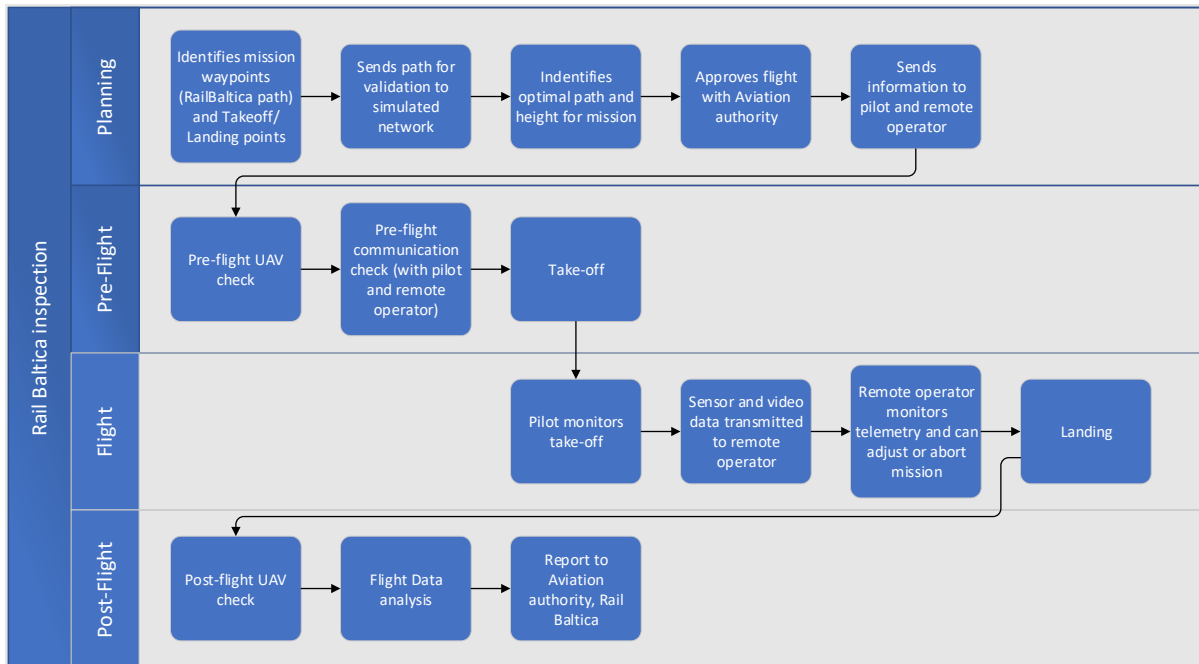 Rail Baltica inspection
Planning
Identifies mission
waypoints
(RailBaltica path)
and Takeoff/
Landing points
Sends path for
validation to
simulated
network
Indentifies
optimal path and
height for mission
Approves flight
with Aviation
authority
Sends
information to
pilot and remote
operator
Pre-Flight
Pre-flight UAV
check
Pre-flight
communication
check (with pilot
and remote
operator)
Take-off
Flight
Pilot monitors
take-off
Sensor and video
data transmitted
to remote
operator
Remote operator
monitors
telemetry and can
adjust or abort
mission
Landing
Post-Flight
Post-flight UAV
check
Flight Data
analysis
Report to
Aviation
authority, Rail
Baltica